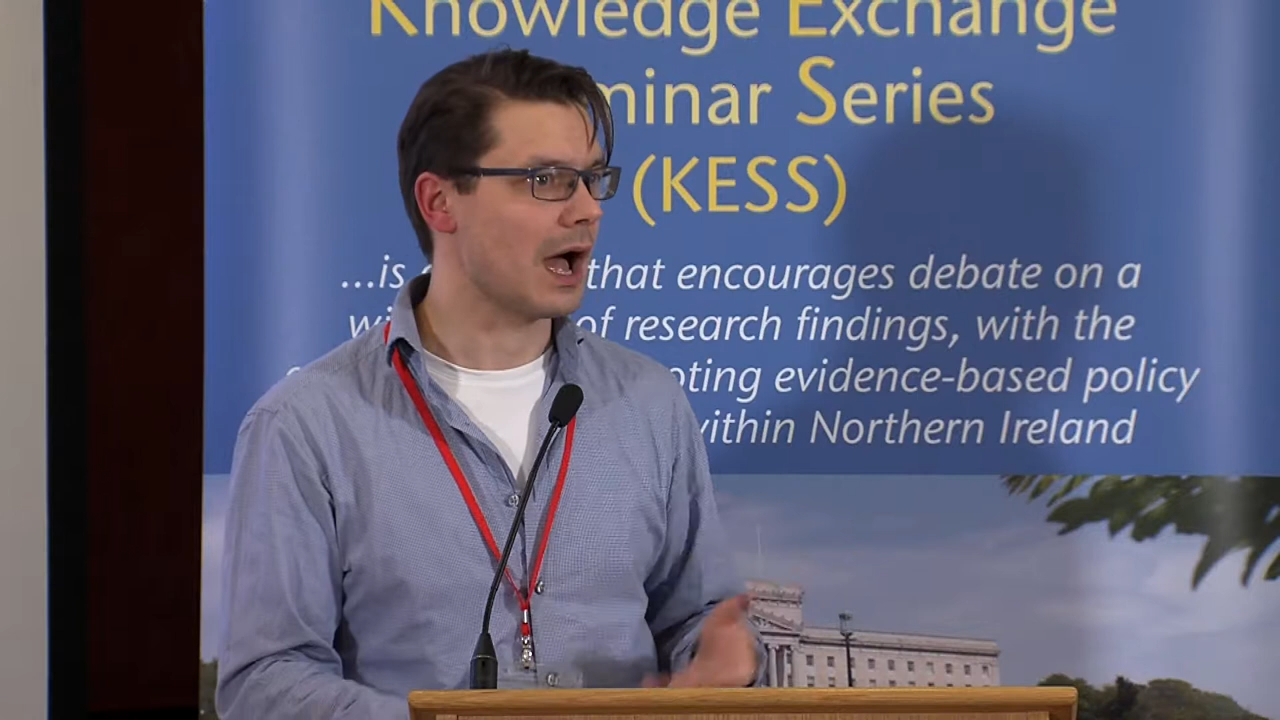 Knowledge Exchange
minar Series
(KESS)
...is that encourages debate on a
of research findings, with the
evidence-based policy
within Northern Ireland